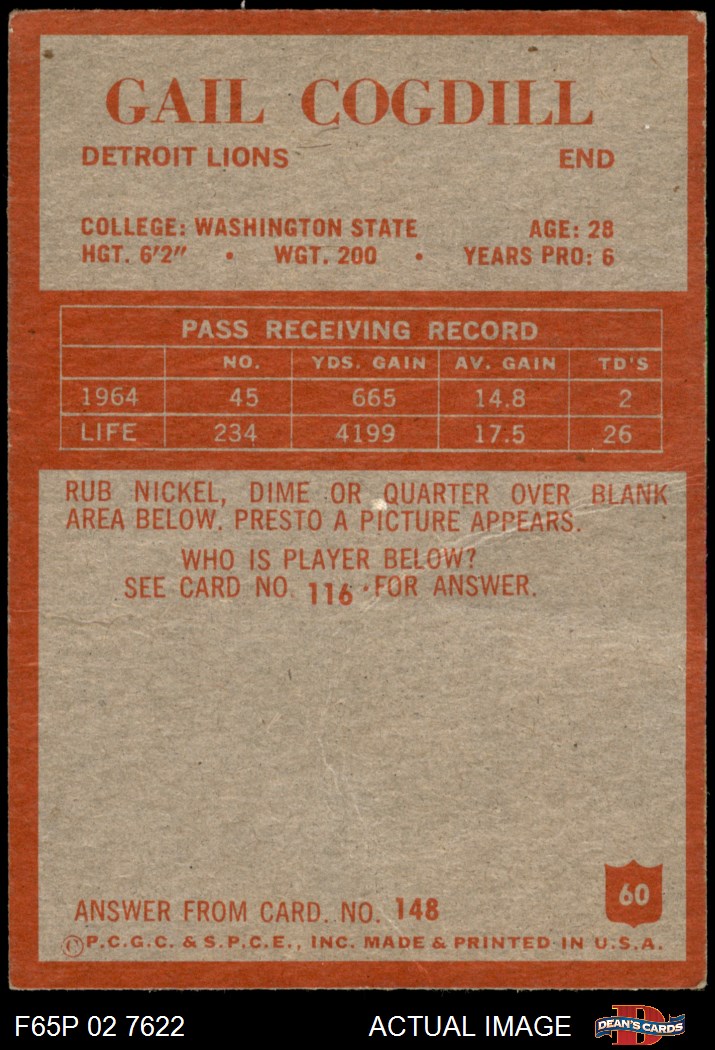 GAIL COGDILL
DETROIT LIONS END
COLLEGE: WASHINGTON STATE AGE: 28
HGT. 6'2" • WGT. 200 • YEARS PRO: 6
PASS RECEIVING RECORD
NO. YDS. GAIN AV. GAIN TD'S
1964 45 665 14.8 2
LIFE 234 4199 17.5 26
RUB NICKEL, DIME OR QUARTER OVER BLANK
AREA BELOW. PRESTO A PICTURE APPEARS.
WHO IS PLAYER BELOW?
SEE CARD NO. 116 FOR ANSWER.
60
ANSWER FROM CARD. NO. 148
©P.C.G.C. & S.P.C.E., INC. MADE & PRINTED IN U.S.A.
F65P 02 7622 ACTUAL IMAGE D DEAN'S CARDS